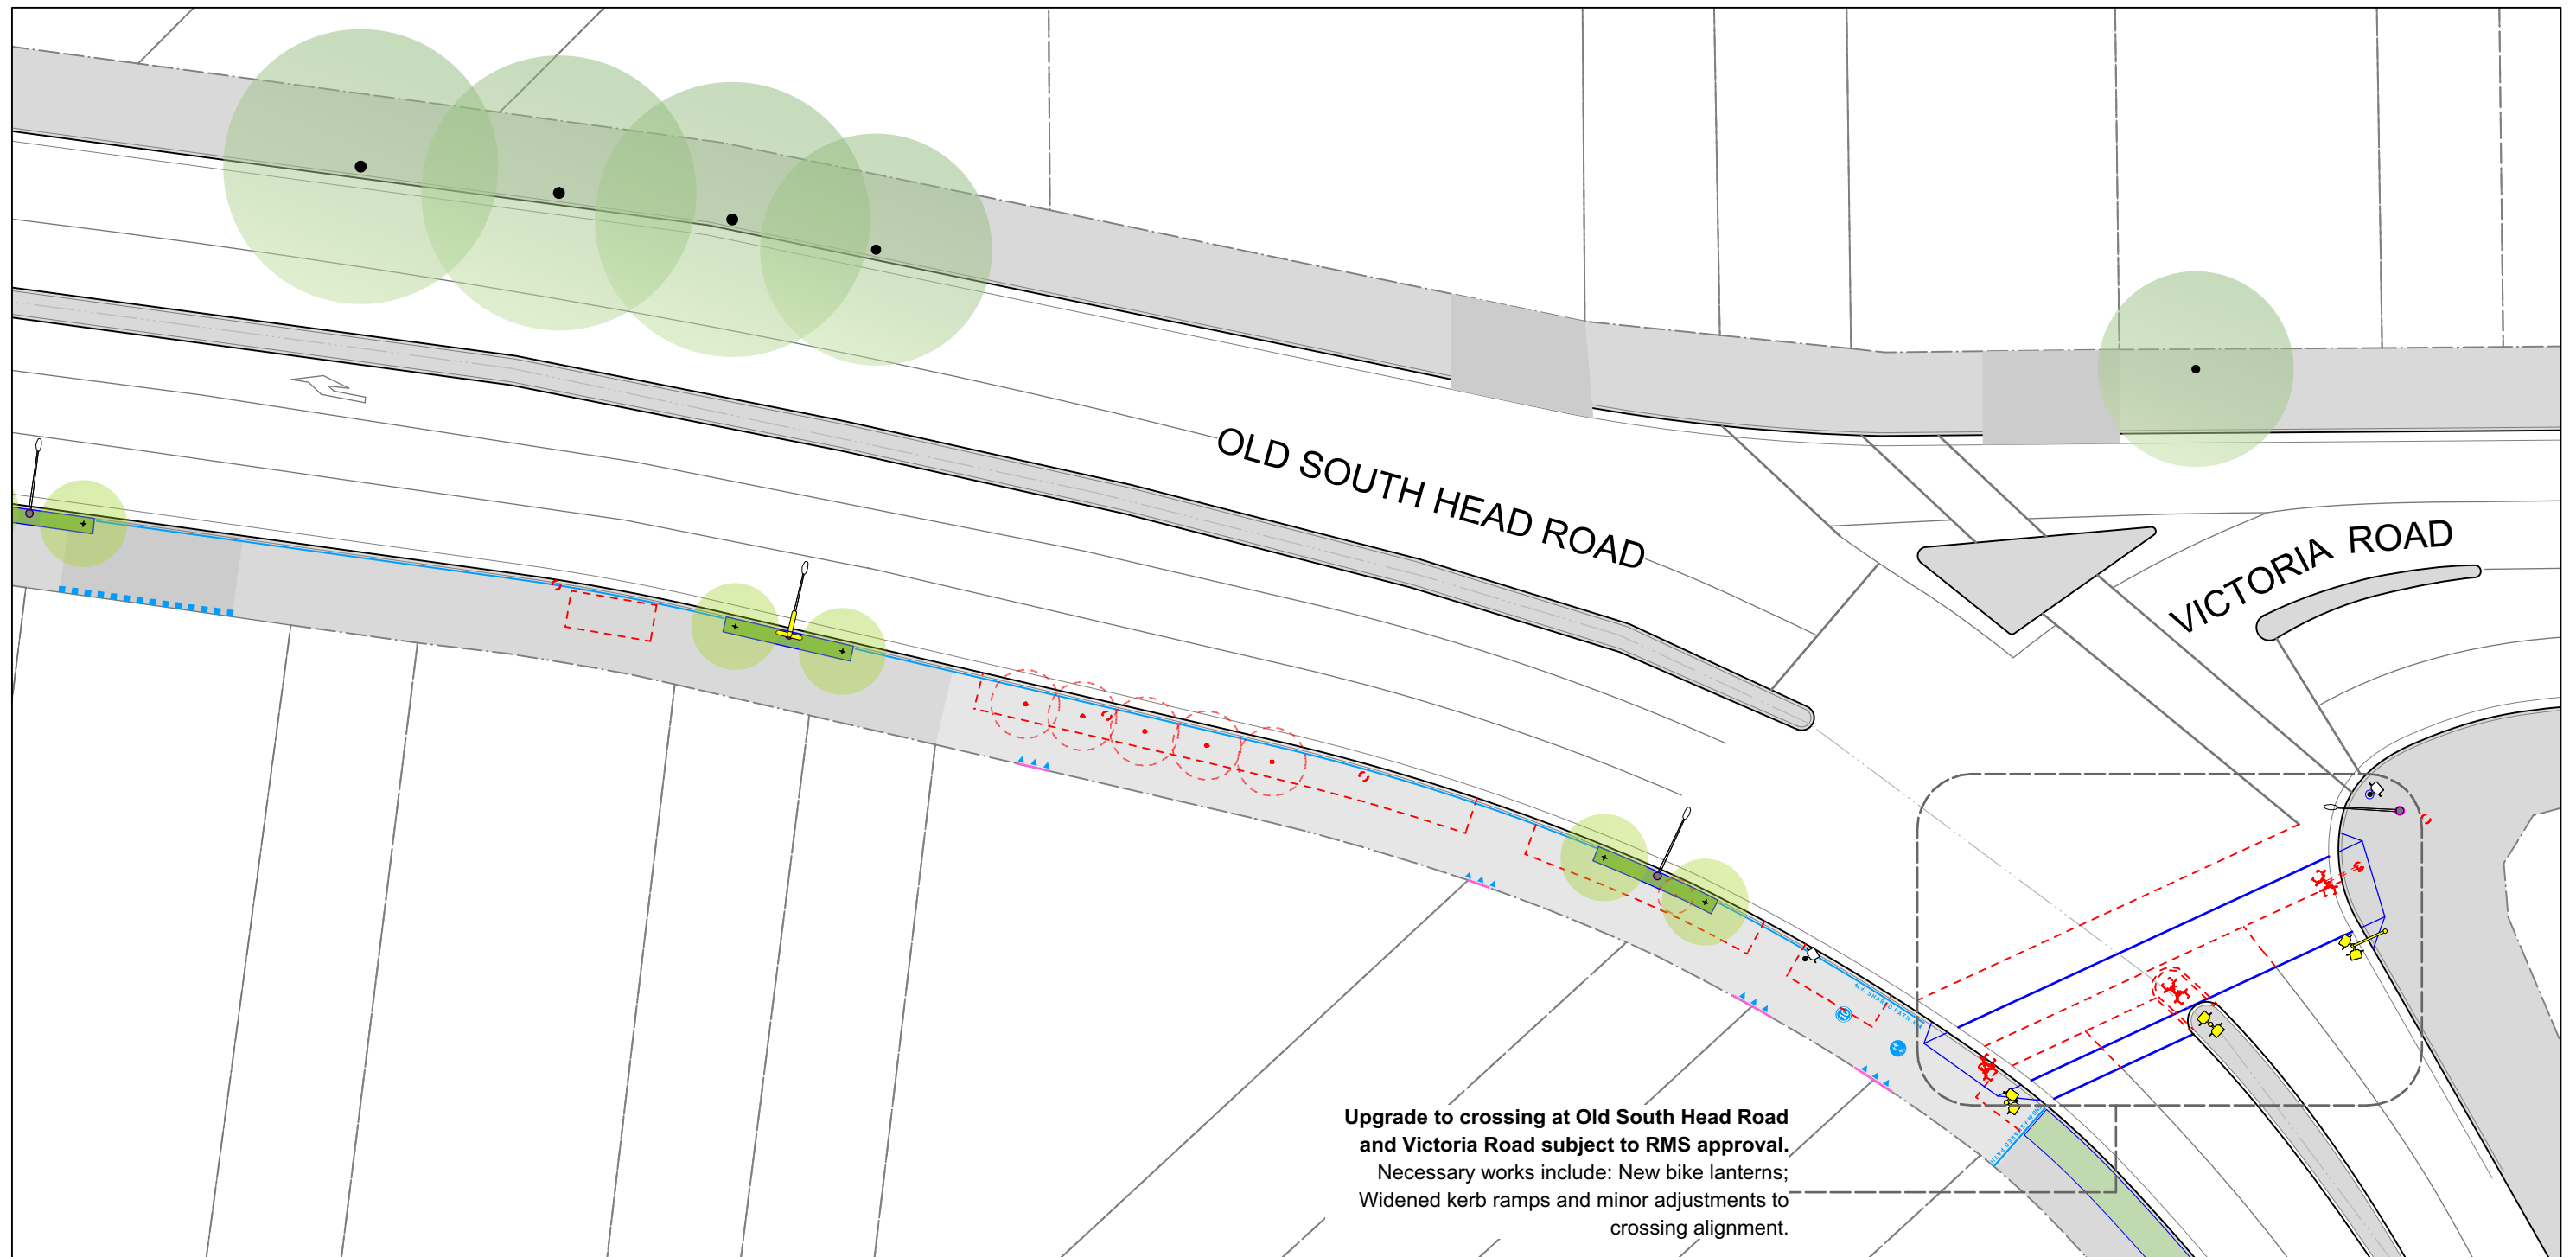 OLD SOUTH HEAD ROAD
VICTORIA ROAD
Upgrade to crossing at Old South Head Road
and Victoria Road subject to RMS approval.
Necessary works include: New bike lanterns;
Widened kerb ramps and minor adjustments to
crossing alignment.